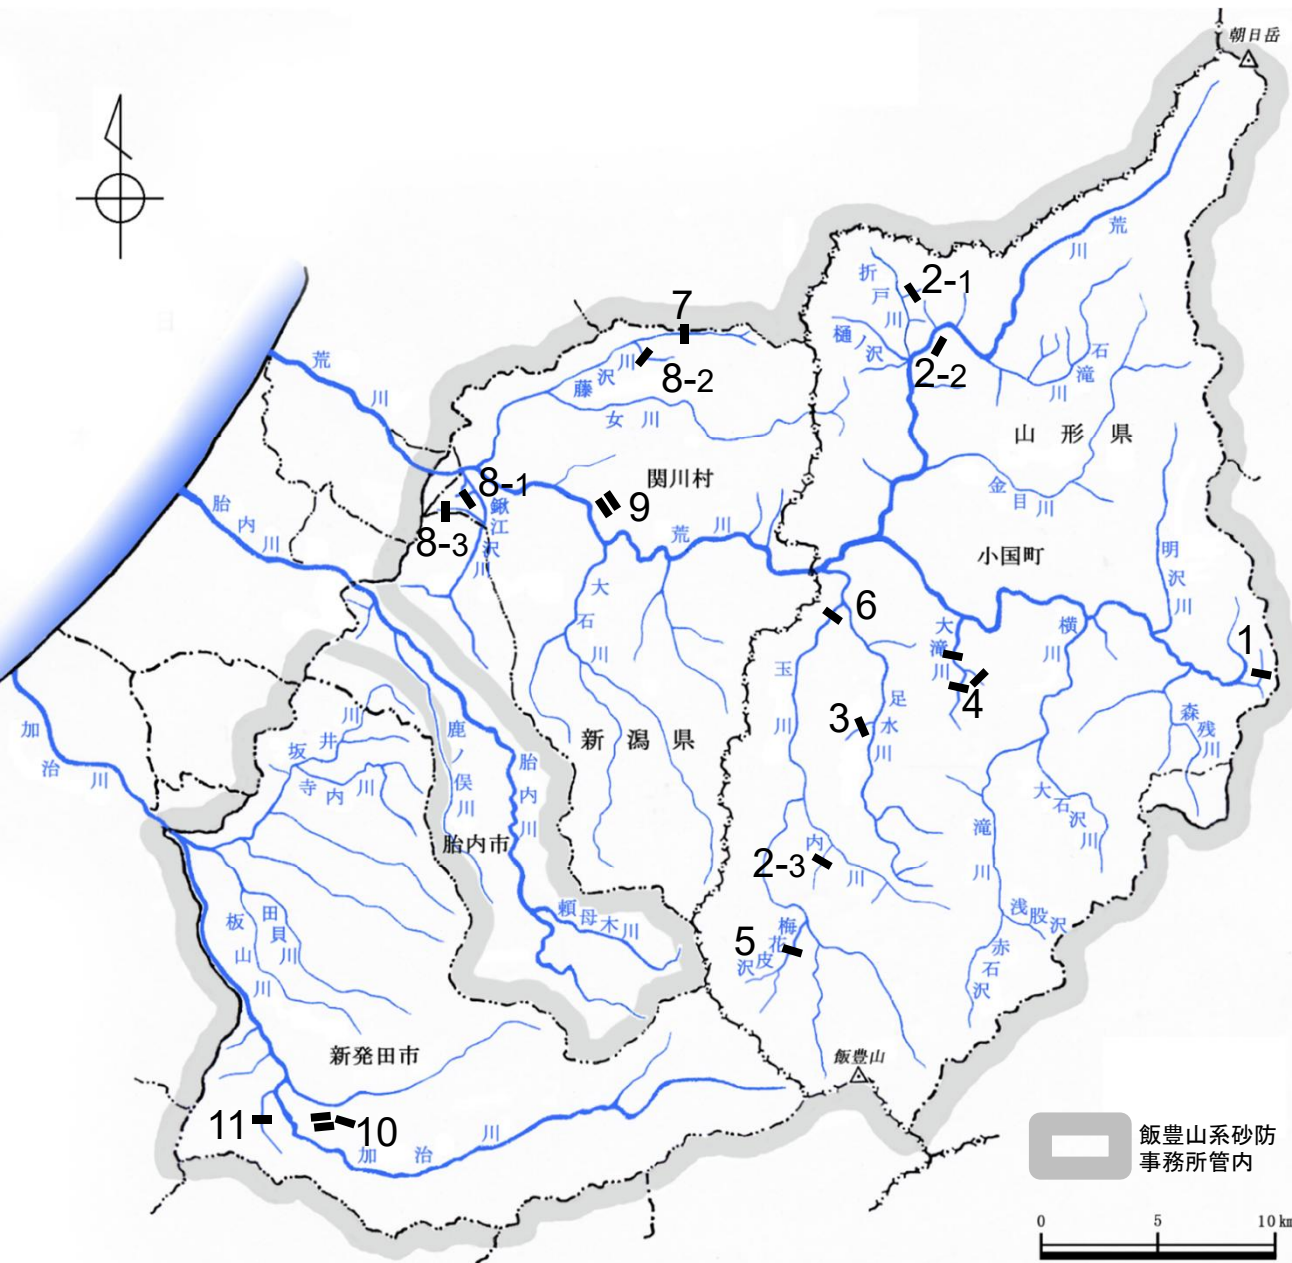 朝日岳
荒川
折戸川
2-1
樋ノ沢
2-2
石滝川
7
藤沢川
8-2
女川
荒川
山形県
関川村
金目川
8-1
9
鍬江沢川
8-3
荒川
胎内川
明沢川
小国町
大石川
6
大滝川
横川
1
玉川
足水川
3
4
森残川
新潟県
加治川
坂井川
寺内川
鹿ノ俣川
胎内川
大石沢川
滝川
胎内市
内川
2-3
頼母木川
浅股沢
赤石沢
梅花皮沢
5
板山川
田貝川
新発田市
飯豊山
11
10
加治川
飯豊山系砂防
事務所管内
0 5 10km